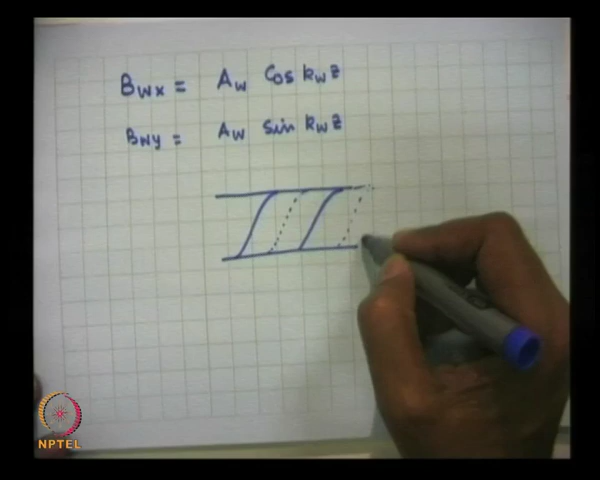 Bwx = Aw Cos kwz
Bwy = Aw sin kwz
NPTEL